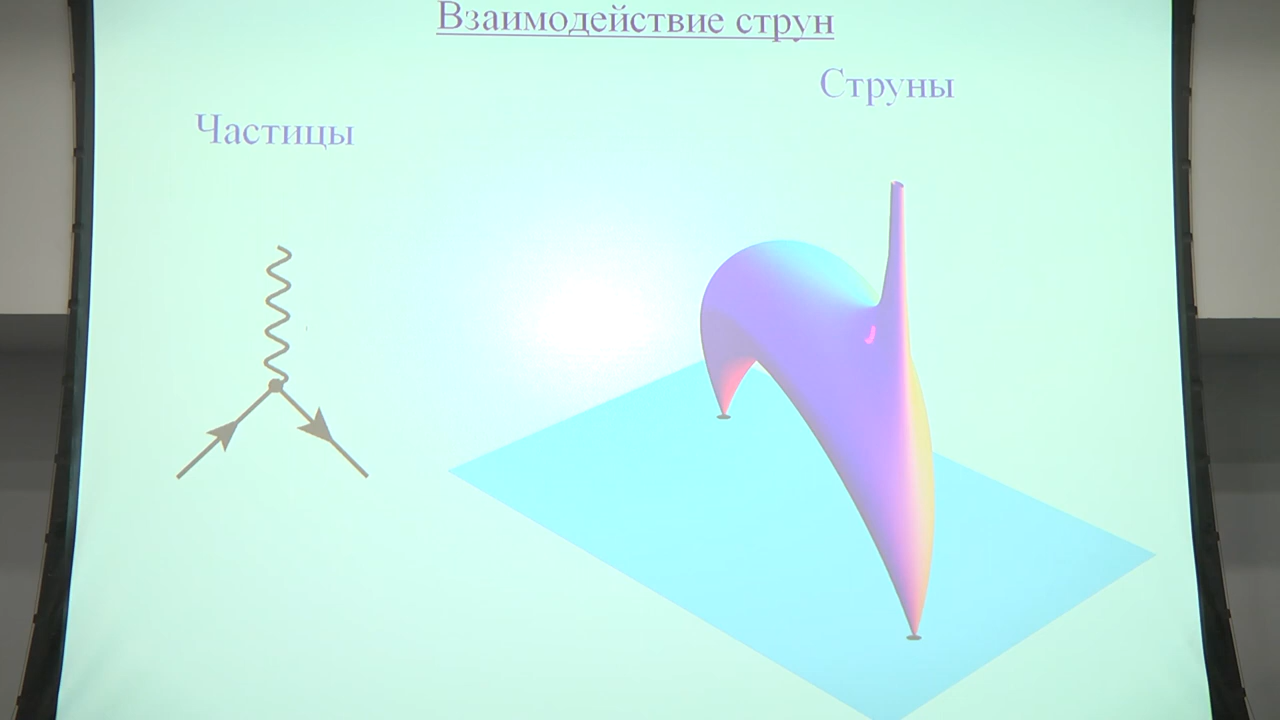 Взаимодействие струн
Струны
Частицы